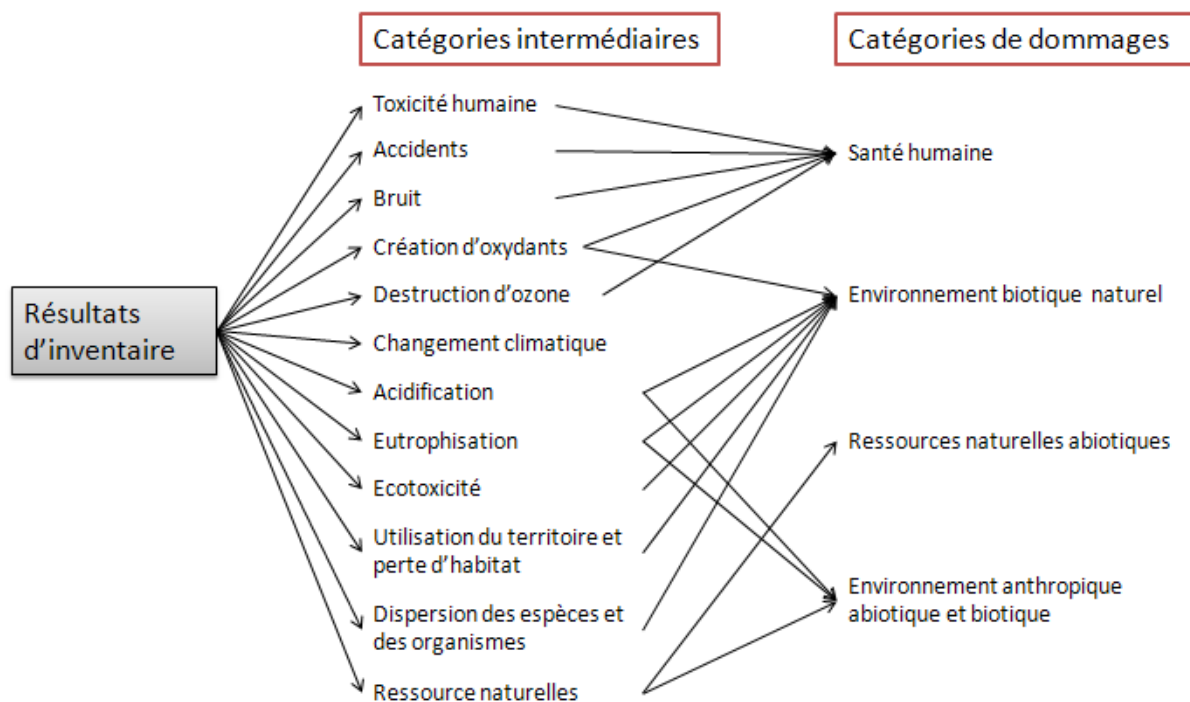 Catégories intermédiaires
Catégories de dommages
Toxicité humaine
Accidents
Bruit
Création d'oxydants
Destruction d'ozone
Changement climatique
Acidification
Eutrophisation
Ecotoxicité
Utilisation du territoire et
perte d'habitat
Dispersion des espèces et
des organismes
Ressource naturelles
Résultats
d'inventaire
Santé humaine
Environnement biotique naturel
Ressources naturelles abiotiques
Environnement anthropique
abiotique et biotique